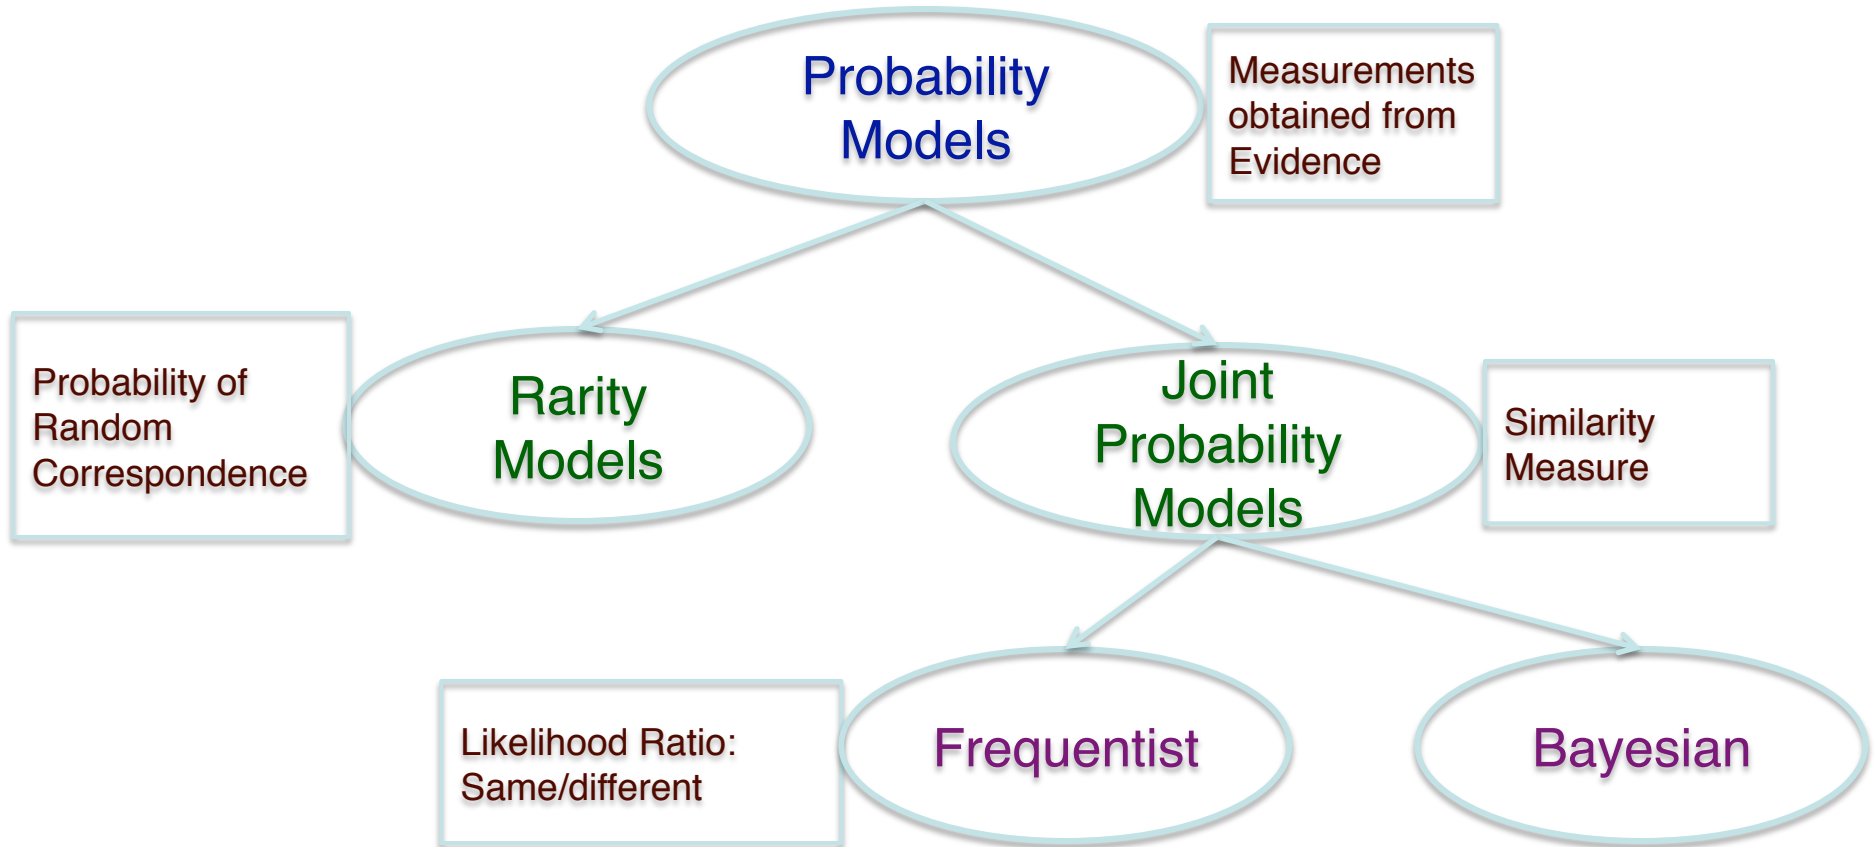 Probability
Models
Measurements
obtained from
Evidence
Probability of
Random
Correspondence
Rarity
Models
Joint
Probability
Models
Similarity
Measure
Likelihood Ratio:
Same/different
Frequentist
Bayesian